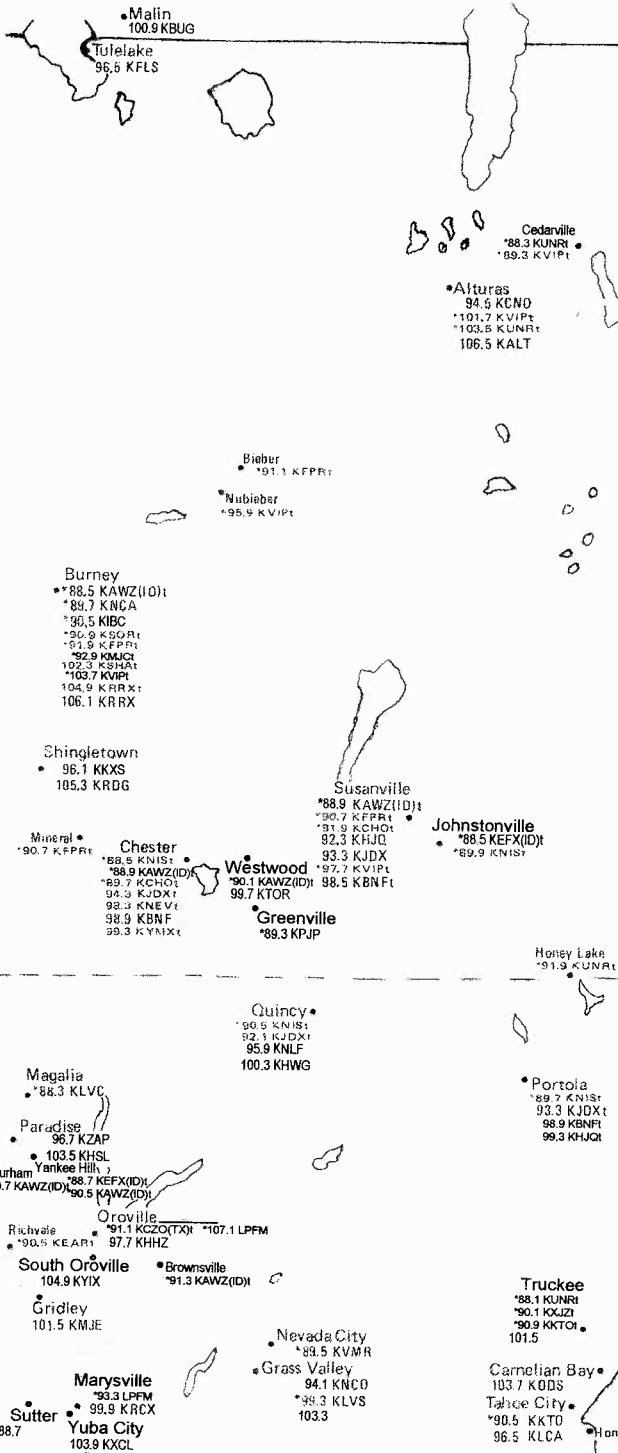 Malin
100.9 KBUG
Tulelake
96.5 KFLS
Cedarville
*88.3 KUNRt
*89.3 KVIPt
Alturas
94.5 KCNO
*101.7 KVIPt
*103.5 KUNRt
106.5 KALT
Bieber
*91.1 KFPRt
Nubieber
*95.9 KVIPt
Burney
*88.5 KAWZ(ID)t
*89.7 KNCA
*90.5 KIBC
*90.9 KSORt
*91.9 KFPRt
*92.9 KMJCt
102.3 KSHAt
*103.7 KVIPt
104.9 KRRXt
106.1 KRRX
Shingletown
96.1 KKXS
105.3 KRDG
Susanville
*88.9 KAWZ(ID)t
*90.7 KFPRt
*91.9 KCHOt
92.3 KHJQ
93.3 KJDX
*97.7 KVIPt
98.5 KBNFt
Johnstonville
*88.5 KEFX(ID)t
*89.9 KNISt
Mineral
*90.7 KFPRt
Chester
*88.5 KNISt
*88.9 KAWZ(ID)t
*89.7 KCHOt
94.3 KJDXt
98.3 KNEVt
98.9 KBNF
99.3 KYMXt
Westwood
*90.1 KAWZ(ID)t
99.7 KTOR
Greenville
*89.3 KPJP
Honey Lake
*91.9 KUNRt
Quincy
*90.5 KNISt
92.1 KJDXt
95.9 KNLF
100.3 KHWG
Magalia
*88.3 KLVC
Portola
*89.7 KNISt
93.3 KJDXt
98.9 KBNFt
99.3 KHJQt
Paradise
96.7 KZAP
103.5 KHSL
Yankee Hill
*88.7 KEFX(ID)t
*90.5 KAWZ(ID)t
urham
.7 KAWZ(ID)t
Oroville
*91.1 KCZO(TX)t *107.1 LPFM
97.7 KHHZ
Richvale
*90.5 KEARt
South Oroville
104.9 KYIX
Brownsville
*91.3 KAWZ(ID)t
Gridley
101.5 KMJE
Truckee
*88.1 KUNRt
*90.1 KXJZt
*90.9 KKTOt
101.5
Nevada City
*89.5 KVMR
Grass Valley
94.1 KNCO
*99.3 KLVS
103.3
Carnelian Bay
103.7 KODS
Tahoe City
*90.5 KKTO
96.5 KLCA
Marysville
*93.3 LPFM
99.9 KRCX
Sutter
88.7
Yuba City
103.9 KXCL
Hon